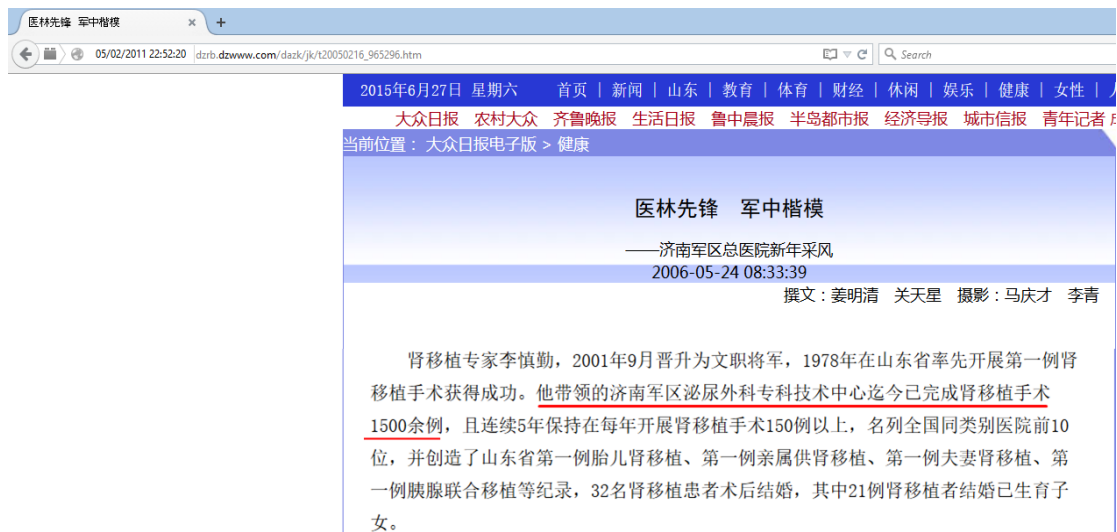 医林先锋 军中楷模 × +
05/02/2011 22:52:20 dzrb.dzwww.com/dazk/jk/t20050216_965296.htm Search
2015年6月27日 星期六 首页 | 新闻 | 山东 | 教育 | 体育 | 财经 | 休闲 | 娱乐 | 健康 | 女性 |
大众日报 农村大众 齐鲁晚报 生活日报 鲁中晨报 半岛都市报 经济导报 城市信报 青年记者
当前位置： 大众日报电子版 > 健康
医林先锋 军中楷模
——济南军区总医院新年采风
2006-05-24 08:33:39
撰文：姜明清 关天星 摄影：马庆才 李青
肾移植专家李慎勤，2001年9月晋升为文职将军，1978年在山东省率先开展第一例肾
移植手术获得成功。他带领的济南军区泌尿外科专科技术中心迄今已完成肾移植手术
1500余例，且连续5年保持在每年开展肾移植手术150例以上，名列全国同类别医院前10
位，并创造了山东省第一例胎儿肾移植、第一例亲属供肾移植、第一例夫妻肾移植、第
一例胰腺联合移植等纪录，32名肾移植患者术后结婚，其中21例肾移植者结婚已生育子
女。